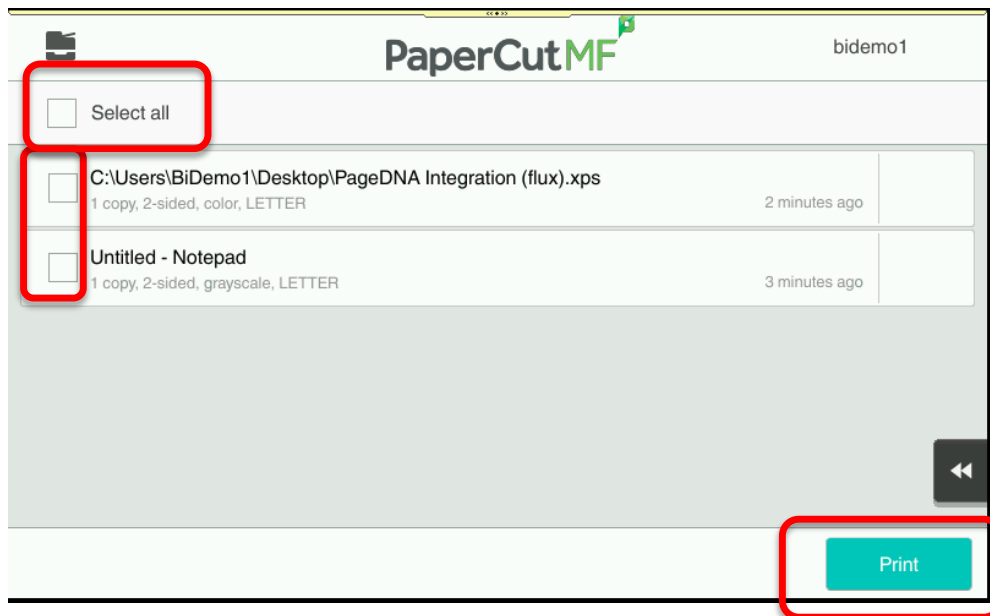 PaperCutMF
bidemo1
Select all
C:\Users\BiDemo1\Desktop\PageDNA Integration (flux).xps
1 copy, 2-sided, color, LETTER
2 minutes ago
Untitled - Notepad
1 copy, 2-sided, grayscale, LETTER
3 minutes ago
Print